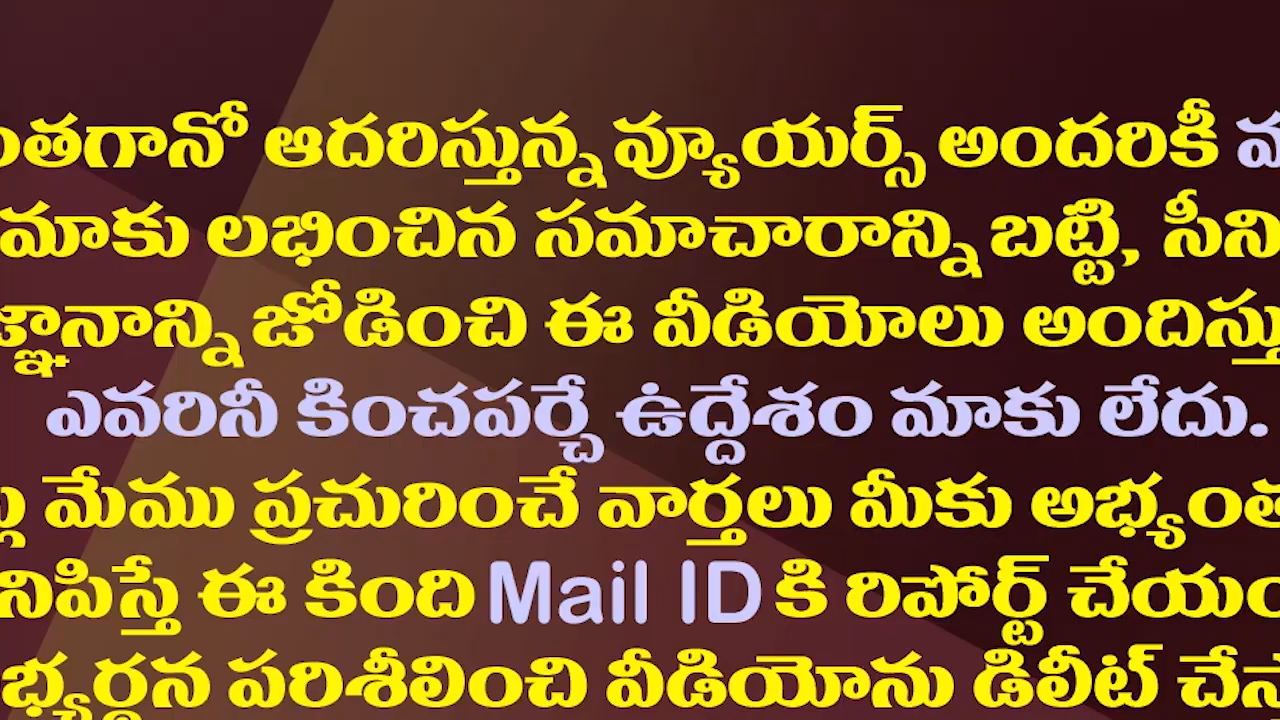 ంతగానో ఆదరిస్తున్న వ్యూయర్స్ అందరికీ
మాకు లభించిన సమాచారాన్ని బట్టి, సీని
జ్ఞానాన్ని జోడించి ఈ వీడియోలు అందిస్తు
ఎవరినీ కించపర్చే ఉద్దేశం మాకు లేదు.
మేము ప్రచురించే వార్తలు మీకు అభ్యంత
నిపిస్తే ఈ కింది Mail ID కి రిపోర్ట్ చేయం
భ్యర్థన పరిశీలించి వీడియోను డిలీట్ చేస